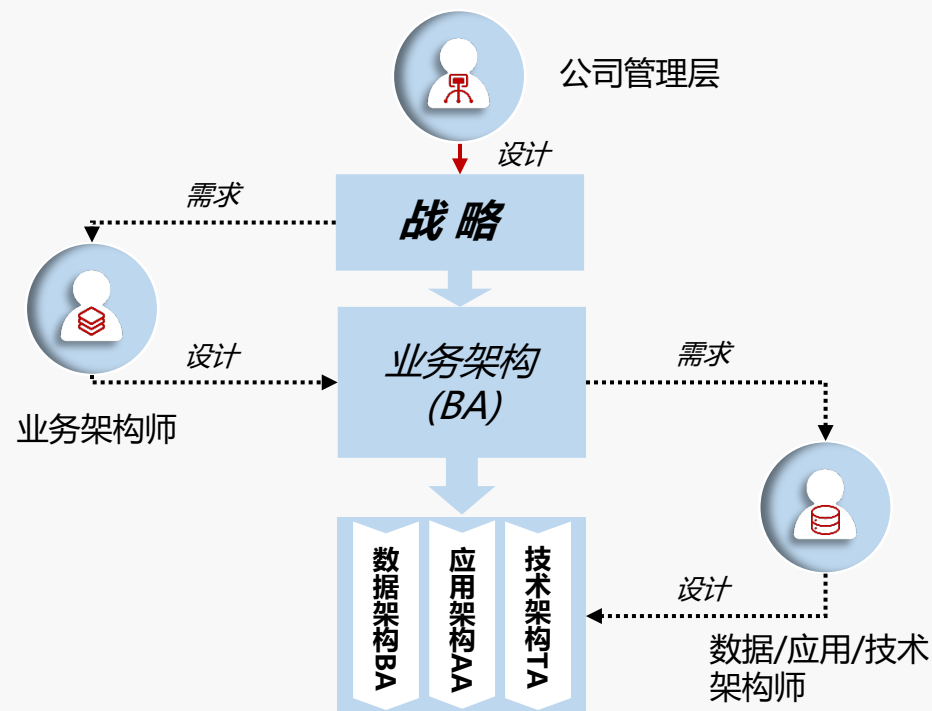 公司管理层
设计
需求
战 略
设计
业务架构
(BA)
需求
业务架构师
数据架构BA
应用架构AA
技术架构TA
设计
数据/应用/技术
架构师